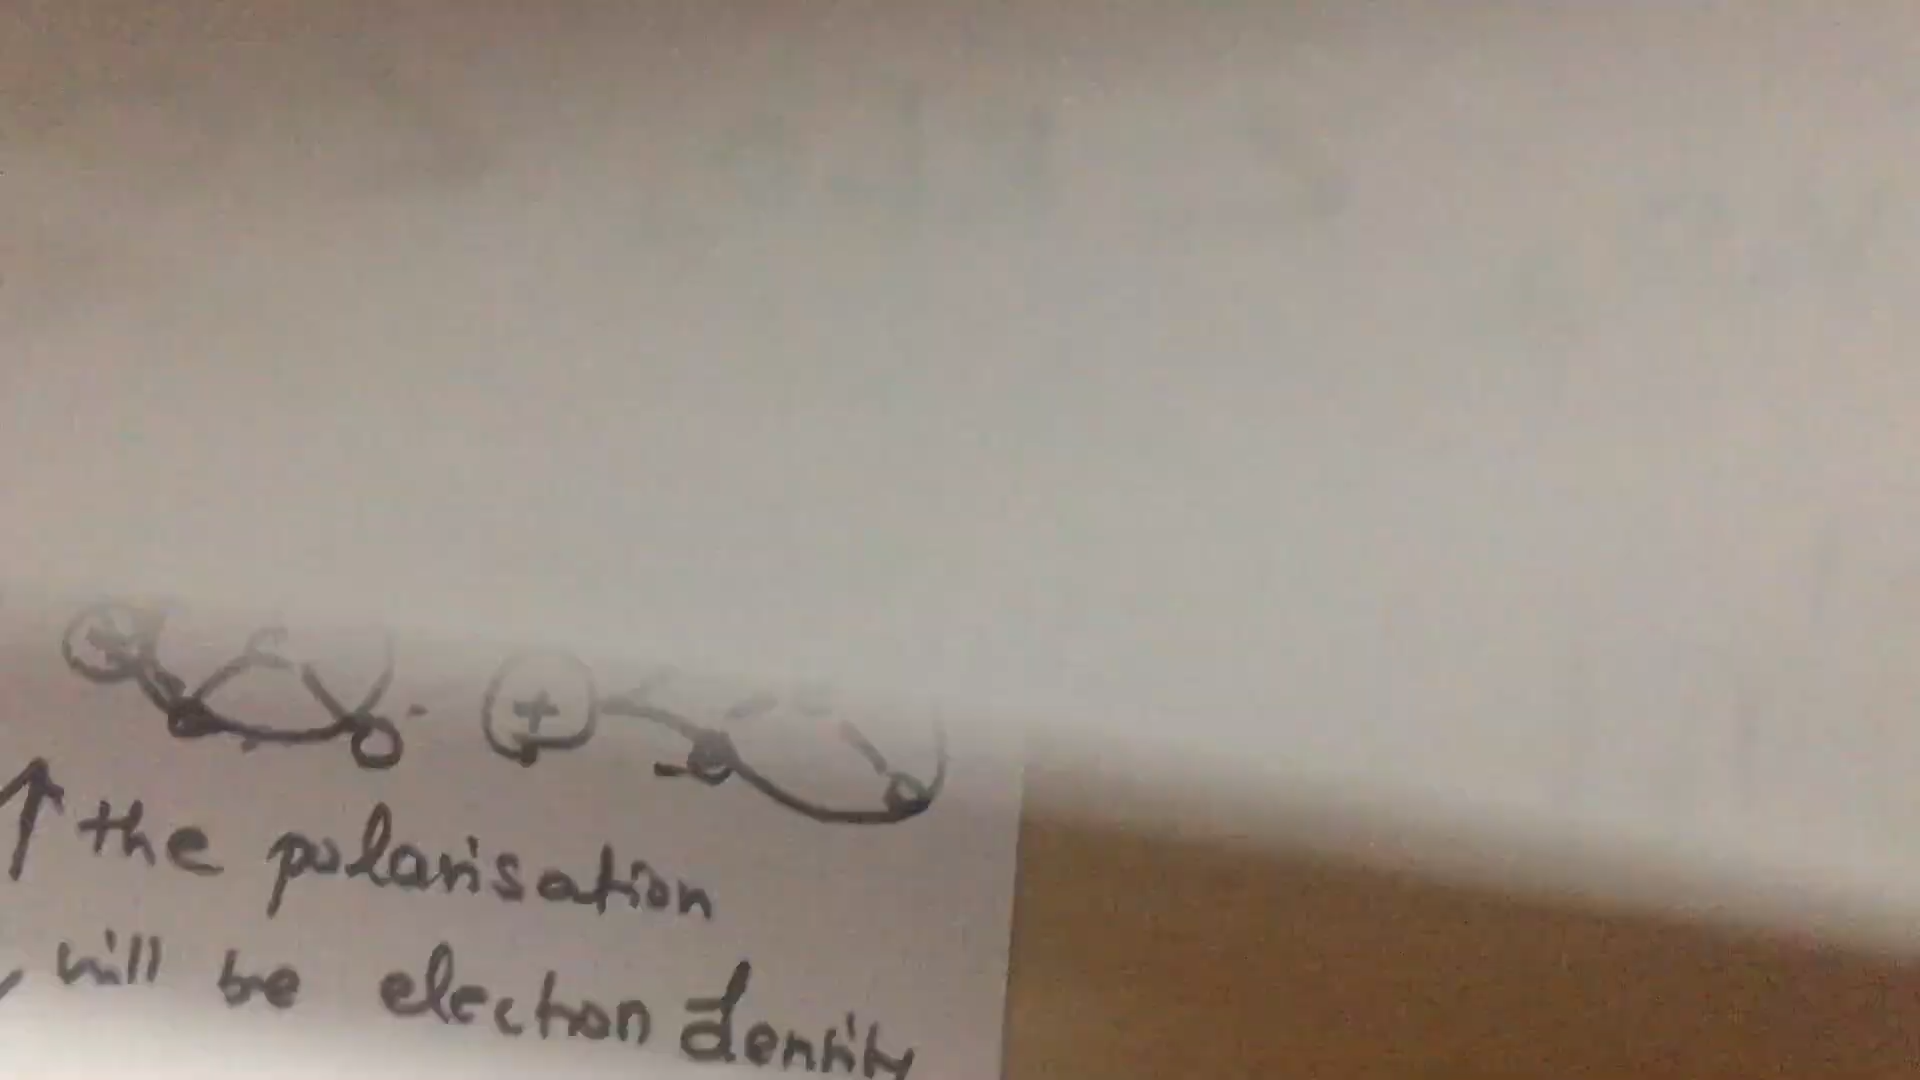 ↑ the polarisation
will be electron density